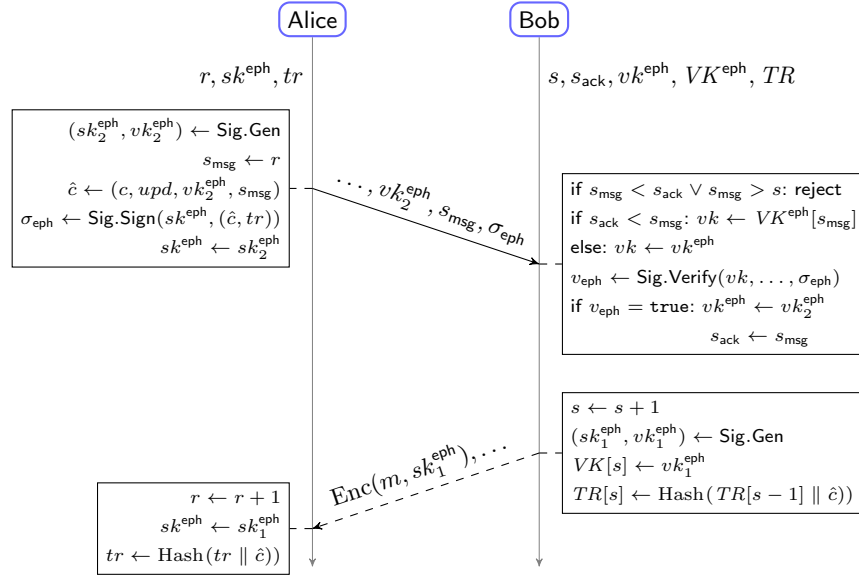 Alice
Bob
r, sk^eph, tr
s, s_ack, vk^eph, VK^eph, TR
(sk_2^eph, vk_2^eph) ← Sig.Gen
s_msg ← r
ĉ ← (c, upd, vk_2^eph, s_msg)
σ_eph ← Sig.Sign(sk^eph, (ĉ, tr))
sk^eph ← sk_2^eph
..., vk_2^eph, s_msg, σ_eph
if s_msg < s_ack ∨ s_msg > s: reject
if s_ack < s_msg: vk ← VK^eph[s_msg]
else: vk ← vk^eph
v_eph ← Sig.Verify(vk, ..., σ_eph)
if v_eph = true: vk^eph ← vk_2^eph
s_ack ← s_msg
s ← s + 1
(sk_1^eph, vk_1^eph) ← Sig.Gen
VK[s] ← vk_1^eph
TR[s] ← Hash(TR[s − 1] ∥ ĉ))
Enc(m, sk_1^eph), ...
r ← r + 1
sk^eph ← sk_1^eph
tr ← Hash(tr ∥ ĉ))